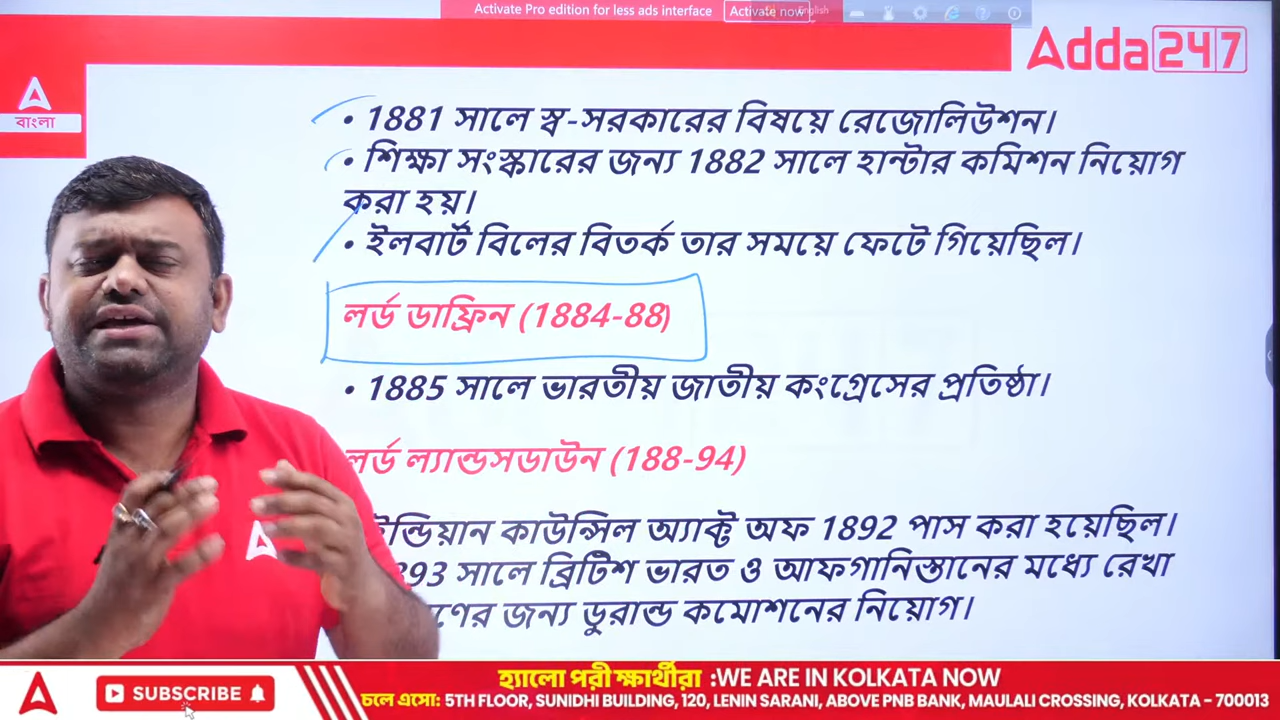 Activate Pro edition for less ads interface Activate now English
Adda247
বাংলা
• 1881 সালে স্ব-সরকারের বিষয়ে রেজোলিউশন।
• শিক্ষা সংস্কারের জন্য 1882 সালে হান্টার কমিশন নিয়োগ
করা হয়।
• ইলবার্ট বিলের বিতর্ক তার সময়ে ফেটে গিয়েছিল।
লর্ড ডাফ্রিন (1884-88)
• 1885 সালে ভারতীয় জাতীয় কংগ্রেসের প্রতিষ্ঠা।
লর্ড ল্যান্ডসডাউন (188-94)
ইন্ডিয়ান কাউন্সিল অ্যাক্ট অফ 1892 পাস করা হয়েছিল।
893 সালে ব্রিটিশ ভারত ও আফগানিস্তানের মধ্যে রেখা
জন্য ডুরান্ড কমোশনের নিয়োগ।
হ্যালো পরীক্ষার্থীরা :WE ARE IN KOLKATA NOW
SUBSCRIBE
চলে এসো: 5TH FLOOR, SUNIDHI BUILDING, 120, LENIN SARANI, ABOVE PNB BANK, MAULALI CROSSING, KOLKATA - 700013